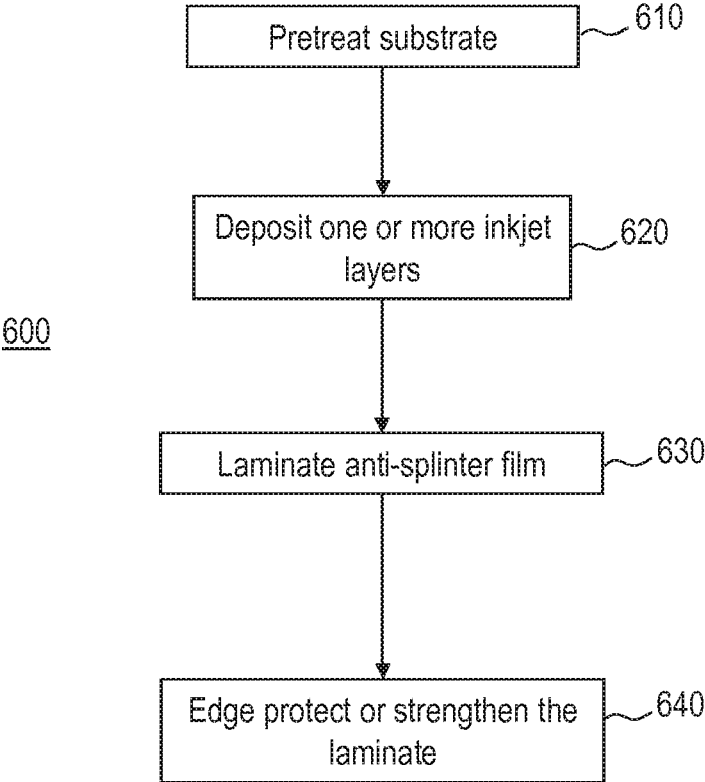 Pretreat substrate
610
Deposit one or more inkjet
layers
620
600
Laminate anti-splinter film
630
Edge protect or strengthen the
laminate
640